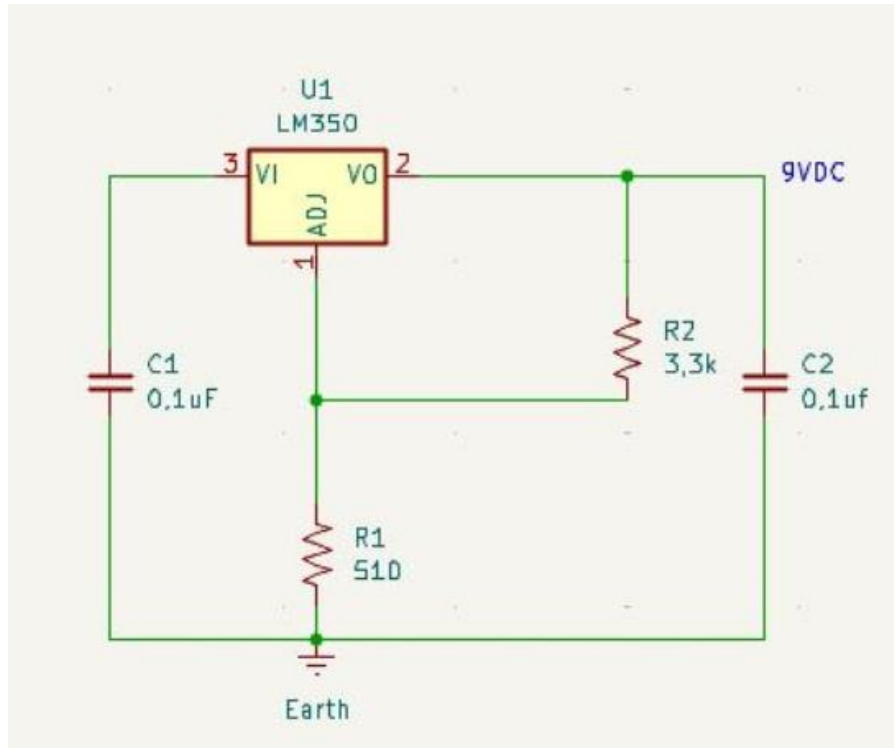 U1
LM350
3 VI VO 2
ADJ
1
9VDC
C1
0,1uF
R2
3,3k
C2
0,1uf
R1
510
Earth